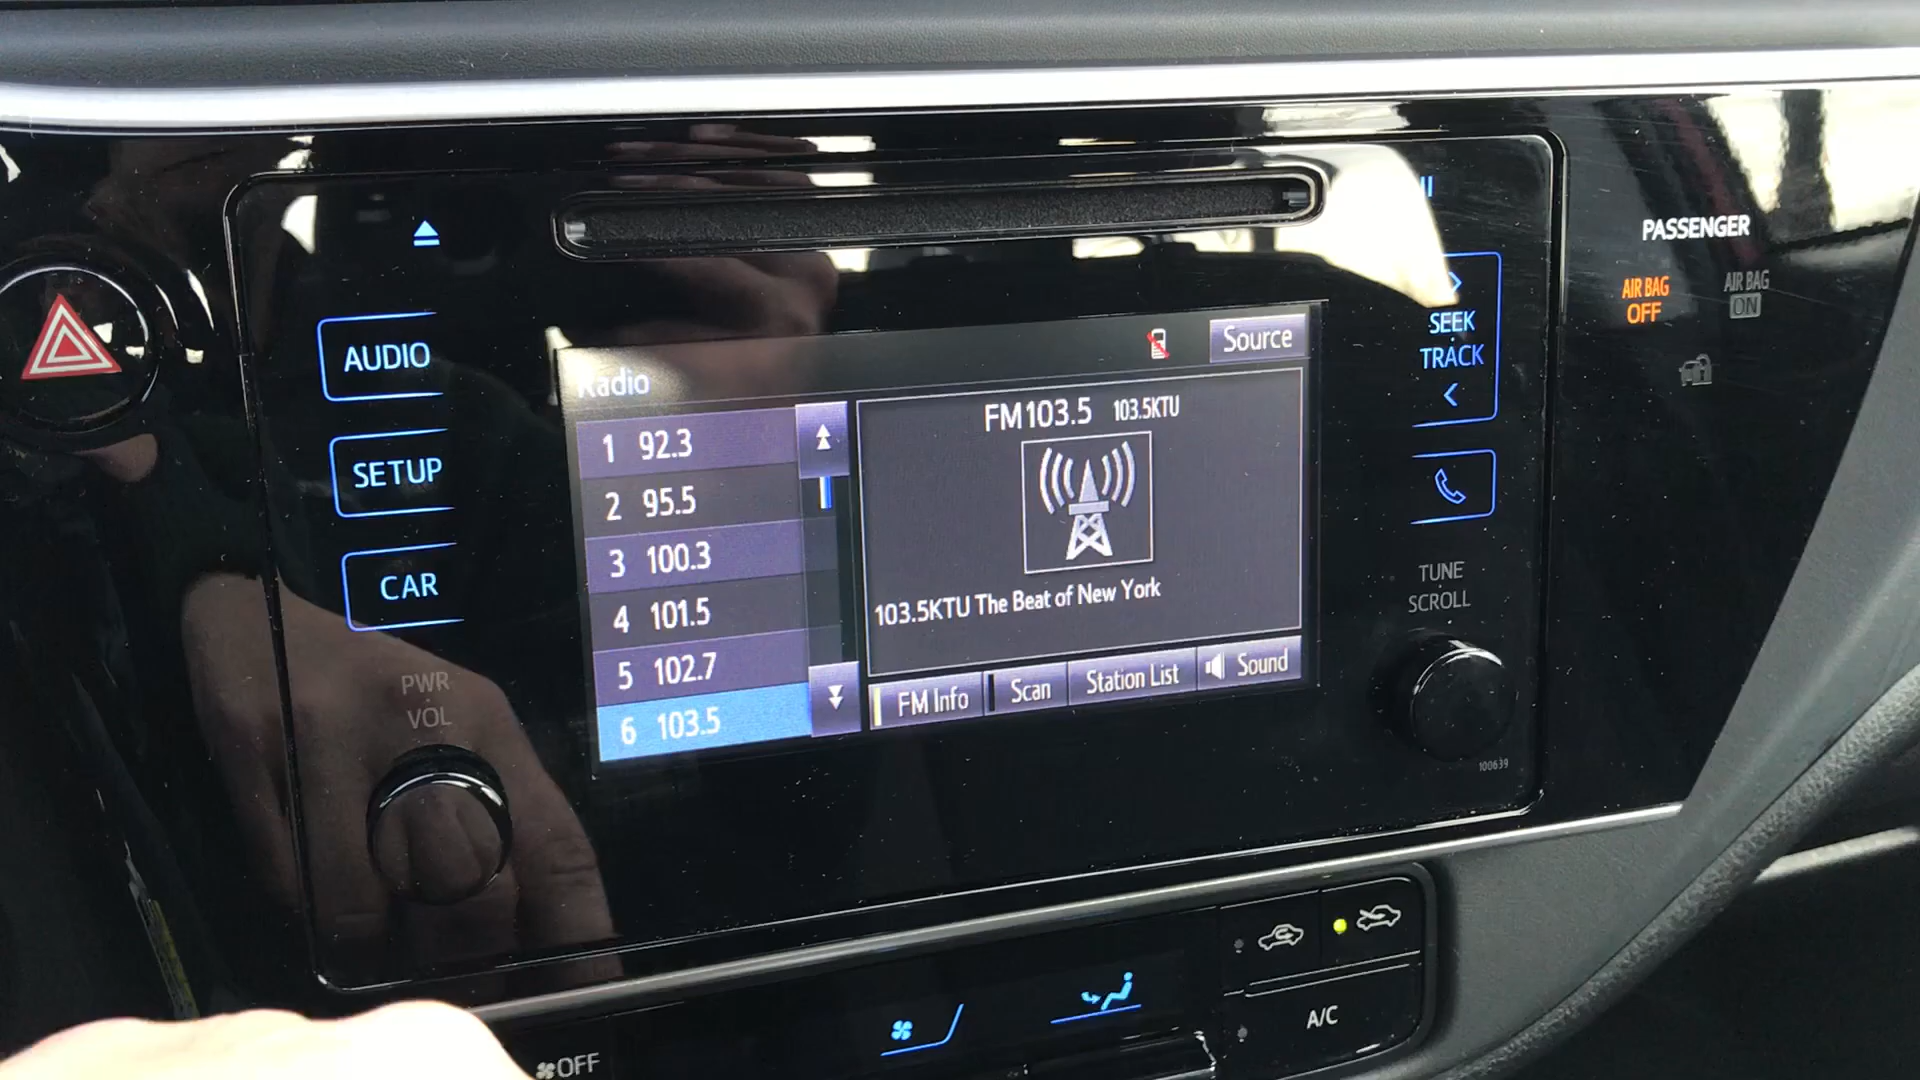 PASSENGER
AIR BAG
OFF
AIR BAG
ON
AUDIO
SETUP
CAR
PWR
VOL
Radio
Source
1 92.3
2 95.5
3 100.3
4 101.5
5 102.7
6 103.5
FM103.5 103.5KTU
103.5KTU The Beat of New York
FM Info
Scan
Station List
Sound
SEEK
TRACK
TUNE
SCROLL
100639
OFF
A/C